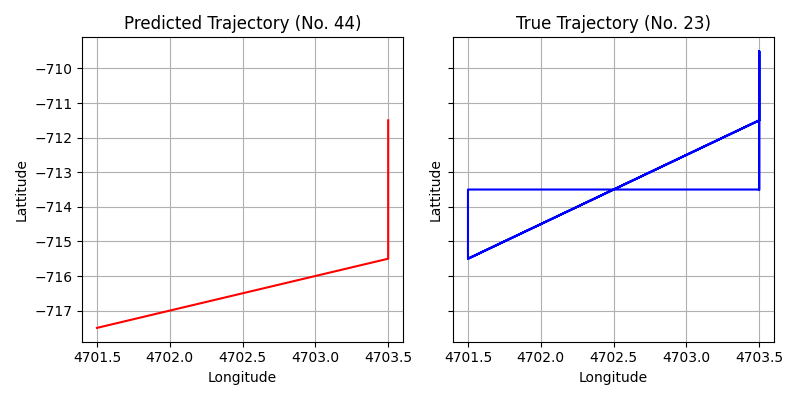 Predicted Trajectory (No. 44)
True Trajectory (No. 23)
−710
−711
−712
−713
−714
−715
−716
−717
Lattitude
Lattitude
4701.5 4702.0 4702.5 4703.0 4703.5
4701.5 4702.0 4702.5 4703.0 4703.5
Longitude
Longitude